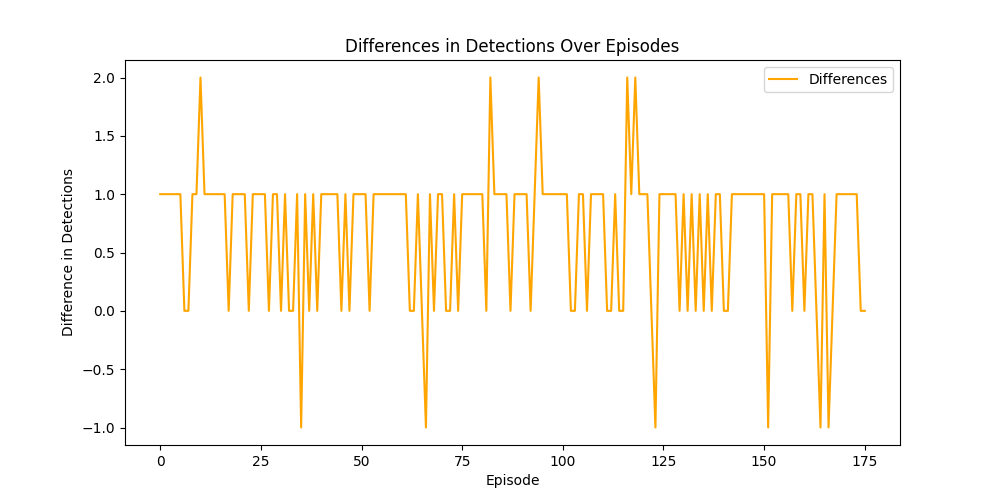 Differences in Detections Over Episodes
Differences
2.0
1.5
1.0
0.5
0.0
−0.5
−1.0
Difference in Detections
0 25 50 75 100 125 150 175
Episode